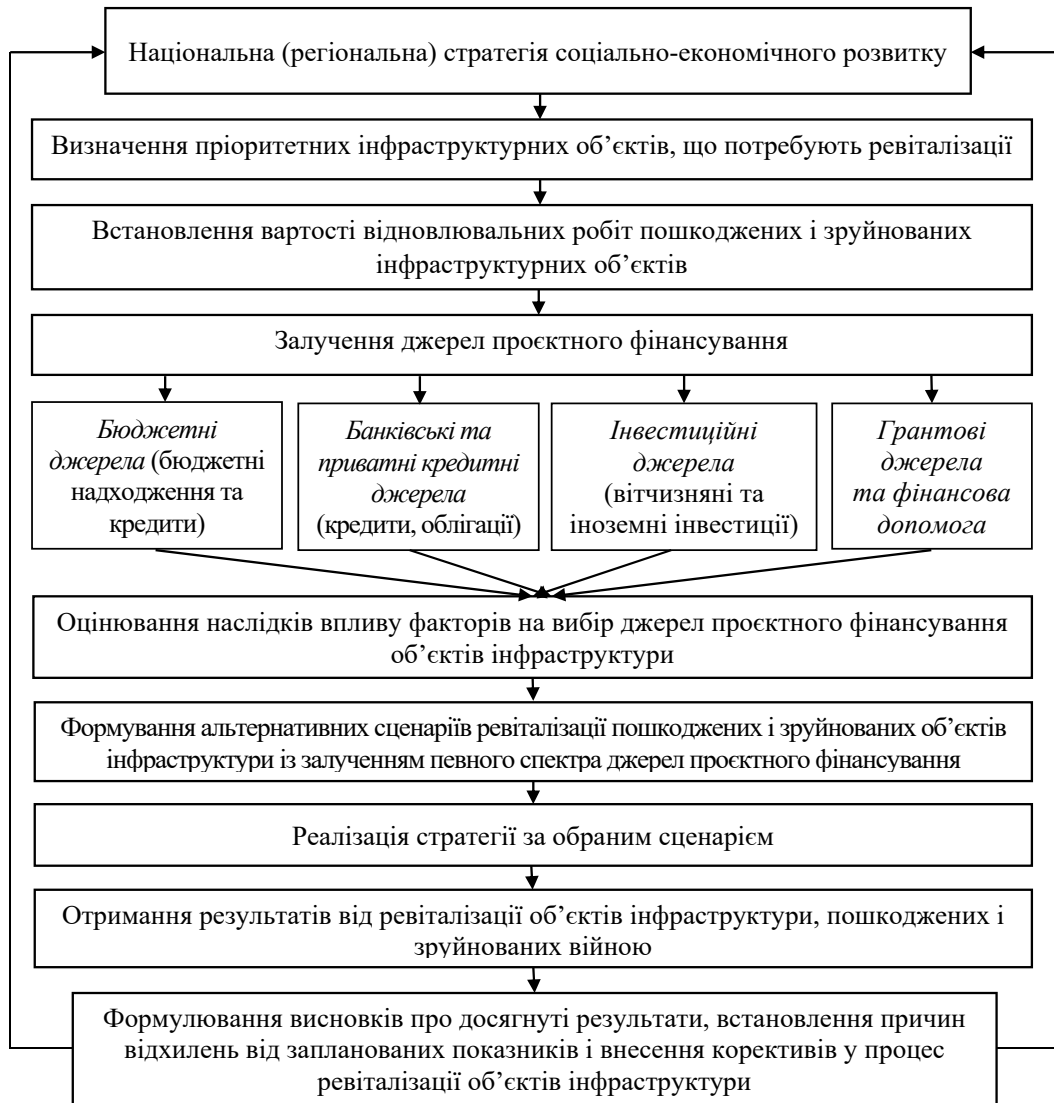 Національна (регіональна) стратегія соціально-економічного розвитку
Визначення пріоритетних інфраструктурних об’єктів, що потребують ревіталізації
Встановлення вартості відновлювальних робіт пошкоджених і зруйнованих
інфраструктурних об’єктів
Залучення джерел проєктного фінансування
Бюджетні
джерела (бюджетні
надходження та
кредити)
Банківські та
приватні кредитні
джерела
(кредити, облігації)
Інвестиційні
джерела
(вітчизняні та
іноземні інвестиції)
Грантові
джерела
та фінансова
допомога
Оцінювання наслідків впливу факторів на вибір джерел проєктного фінансування
об’єктів інфраструктури
Формування альтернативних сценаріїв ревіталізації пошкоджених і зруйнованих об’єктів
інфраструктури із залученням певного спектра джерел проєктного фінансування
Реалізація стратегії за обраним сценарієм
Отримання результатів від ревіталізації об’єктів інфраструктури, пошкоджених і
зруйнованих війною
Формулювання висновків про досягнуті результати, встановлення причин
відхилень від запланованих показників і внесення корективів у процес
ревіталізації об’єктів інфраструктури